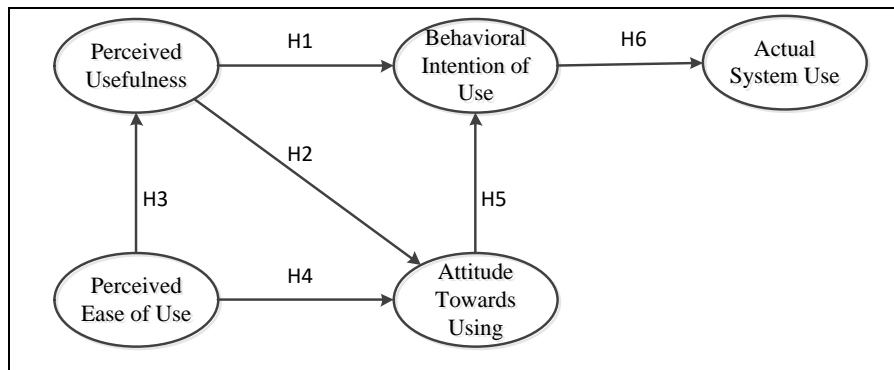 Perceived
Usefulness
H1
Behavioral
Intention of
Use
H6
Actual
System Use
H2
H3
H5
Perceived
Ease of Use
H4
Attitude
Towards
Using